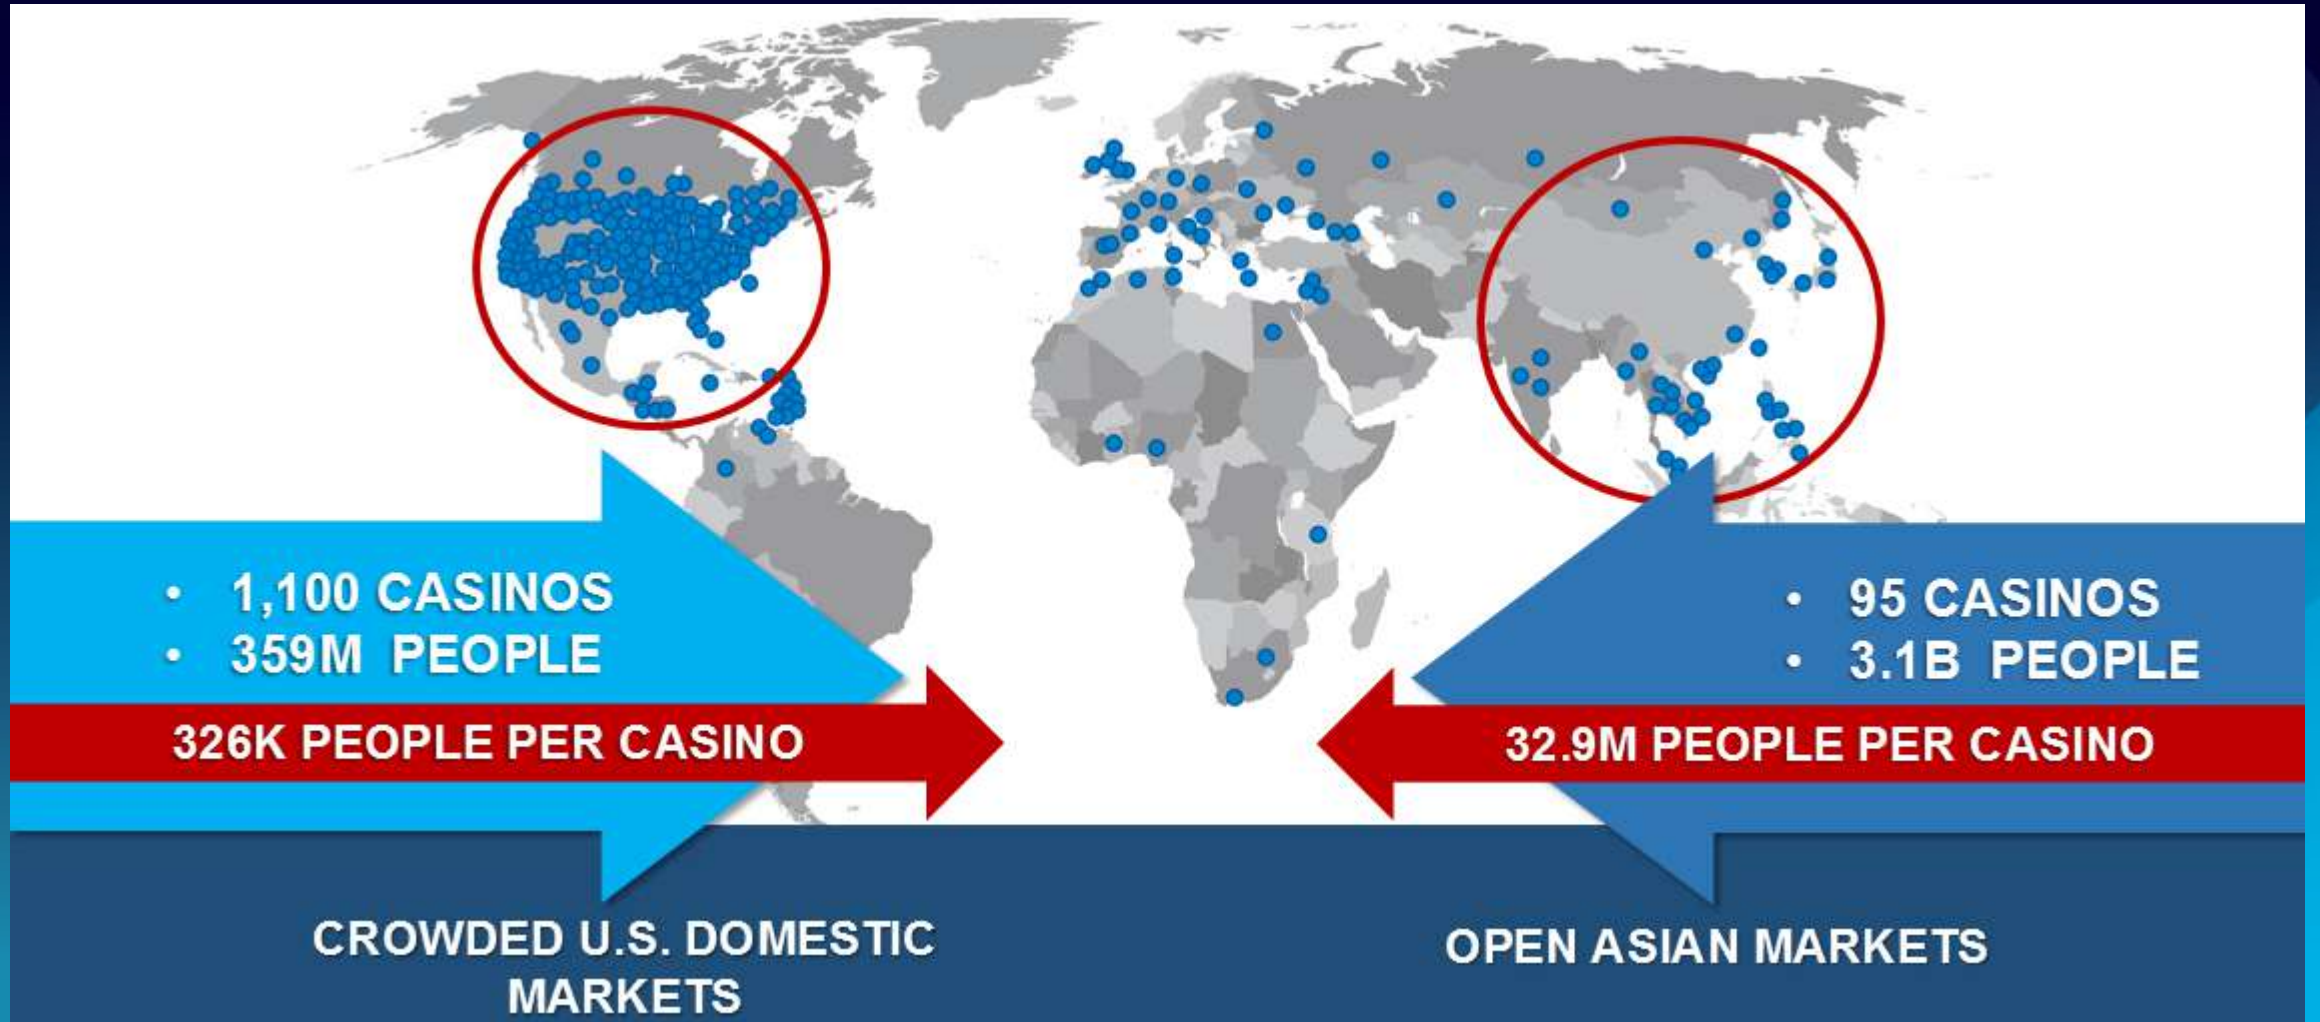 • 1,100 CASINOS
• 359M PEOPLE
326K PEOPLE PER CASINO
CROWDED U.S. DOMESTIC
MARKETS
• 95 CASINOS
• 3.1B PEOPLE
32.9M PEOPLE PER CASINO
OPEN ASIAN MARKETS